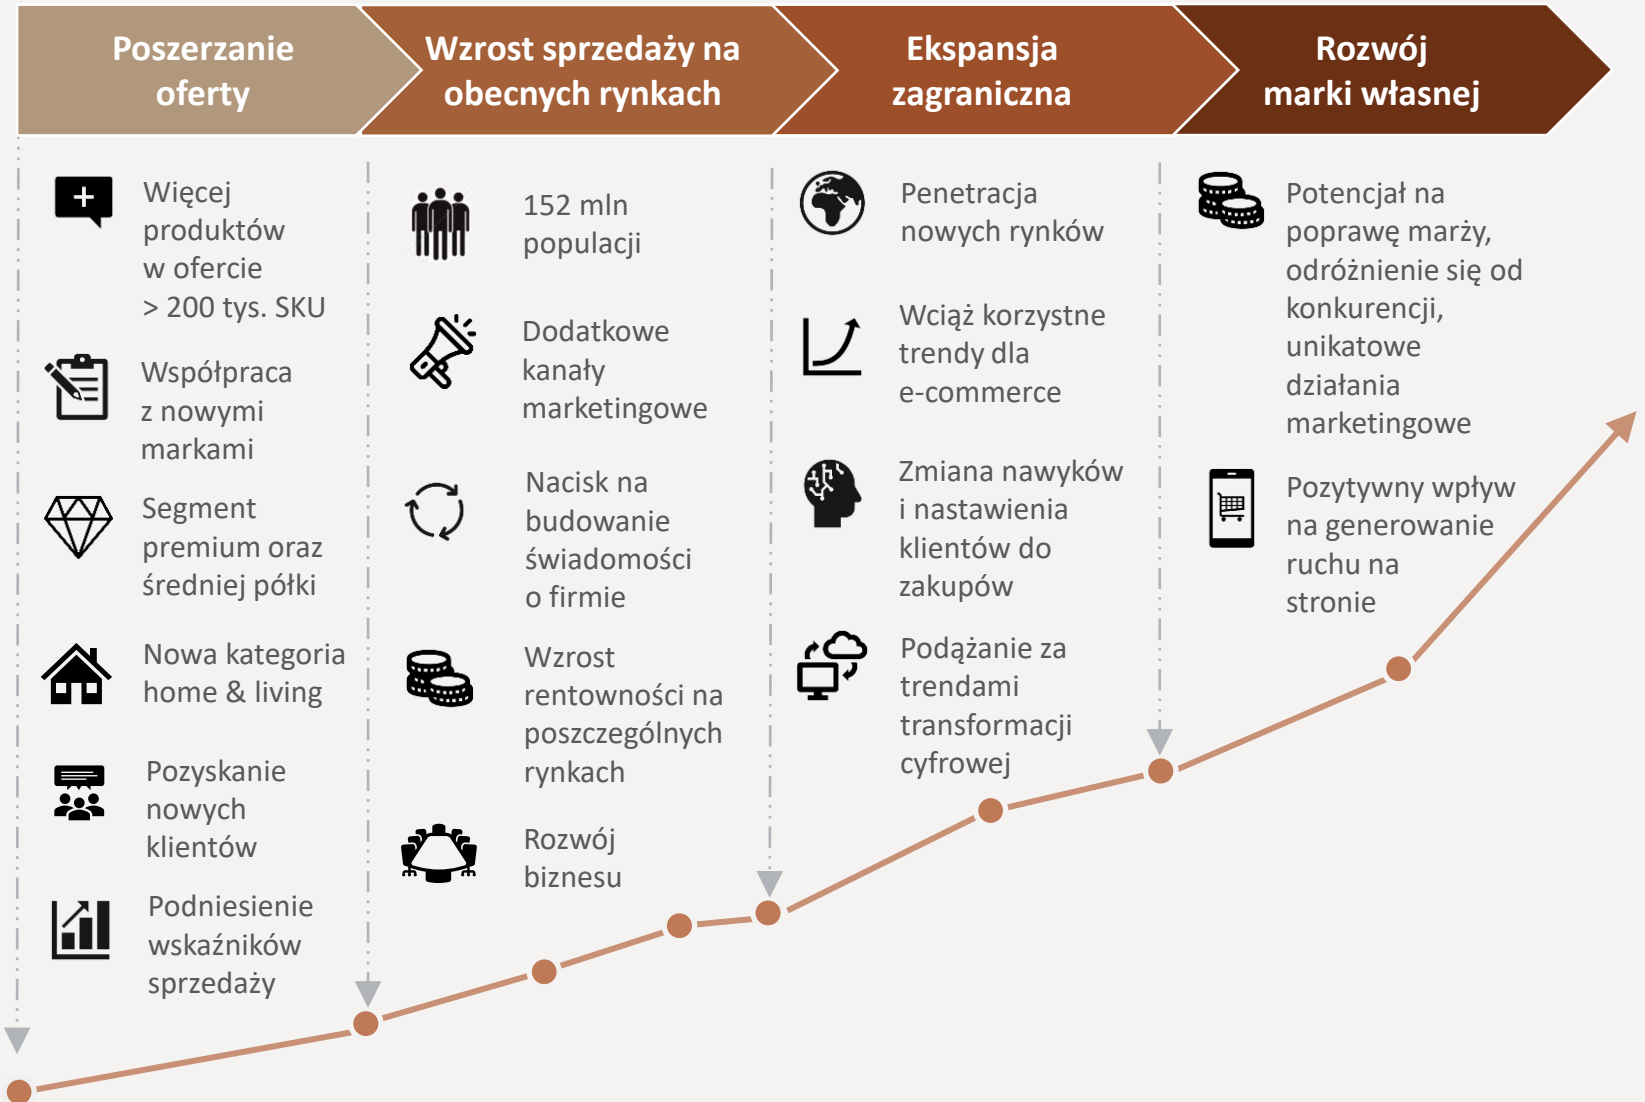 Poszerzanie
oferty
Wzrost sprzedaży na
obecnych rynkach
Ekspansja
zagraniczna
Rozwój
marki własnej
Więcej
produktów
w ofercie
> 200 tys. SKU
Współpraca
z nowymi
markami
Segment
premium oraz
średniej półki
Nowa kategoria
home & living
Pozyskanie
nowych
klientów
Podniesienie
wskaźników
sprzedaży
152 mln
populacji
Dodatkowe
kanały
marketingowe
Nacisk na
budowanie
świadomości
o firmie
Wzrost
rentowności na
poszczególnych
rynkach
Rozwój
biznesu
Penetracja
nowych rynków
Wciąż korzystne
trendy dla
e-commerce
Zmiana nawyków
i nastawienia
klientów do
zakupów
Podążanie za
trendami
transformacji
cyfrowej
Potencjał na
poprawę marży,
odróżnienie się od
konkurencji,
unikatowe
działania
marketingowe
Pozytywny wpływ
na generowanie
ruchu na
stronie